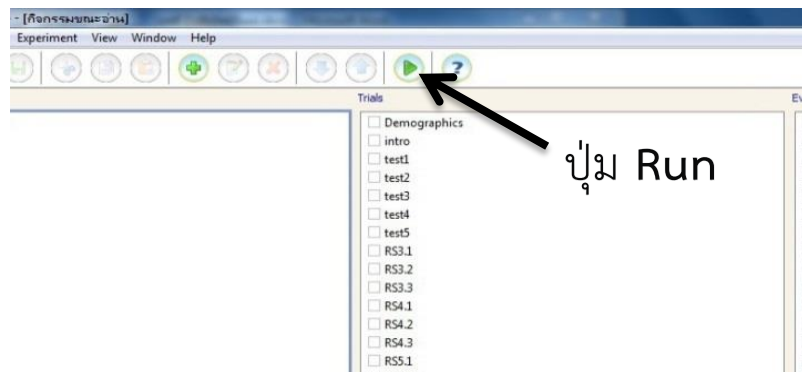 - [กิจกรรมขณะอ่าน]
Experiment View Window Help
Trials
Ev
Demographics
intro
test1
test2
test3
test4
test5
RS3.1
RS3.2
RS3.3
RS4.1
RS4.2
RS4.3
RS5.1
ปุ่ม Run